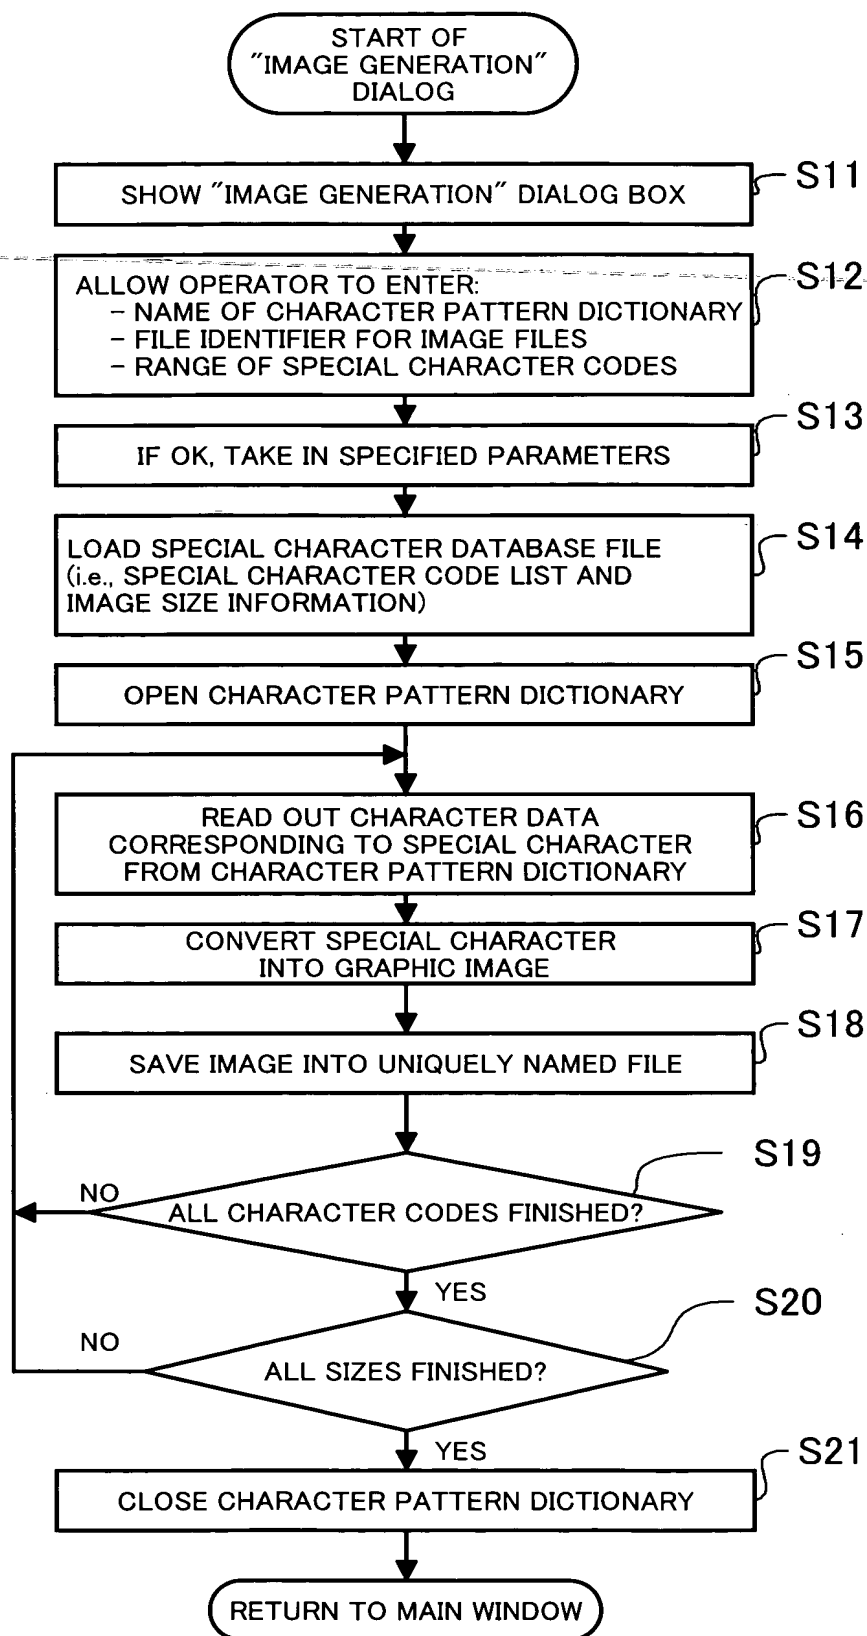 START OF
"IMAGE GENERATION"
DIALOG
SHOW "IMAGE GENERATION" DIALOG BOX
S11
ALLOW OPERATOR TO ENTER:
- NAME OF CHARACTER PATTERN DICTIONARY
- FILE IDENTIFIER FOR IMAGE FILES
- RANGE OF SPECIAL CHARACTER CODES
S12
IF OK, TAKE IN SPECIFIED PARAMETERS
S13
LOAD SPECIAL CHARACTER DATABASE FILE
(i.e., SPECIAL CHARACTER CODE LIST AND
IMAGE SIZE INFORMATION)
S14
OPEN CHARACTER PATTERN DICTIONARY
S15
READ OUT CHARACTER DATA
CORRESPONDING TO SPECIAL CHARACTER
FROM CHARACTER PATTERN DICTIONARY
S16
CONVERT SPECIAL CHARACTER
INTO GRAPHIC IMAGE
S17
SAVE IMAGE INTO UNIQUELY NAMED FILE
S18
ALL CHARACTER CODES FINISHED?
S19
NO
YES
ALL SIZES FINISHED?
S20
NO
YES
CLOSE CHARACTER PATTERN DICTIONARY
S21
RETURN TO MAIN WINDOW